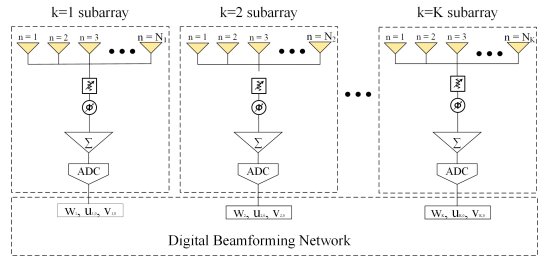 k=1 subarray
k=2 subarray
k=K subarray
n = 1 n = 2 n = 3 n = N₁
n = 1 n = 2 n = 3 n = N₂
n = 1 n = 2 n = 3 n = Nₖ
Φ
Φ
Φ
Σ
Σ
Σ
ADC
ADC
ADC
Digital Beamforming Network